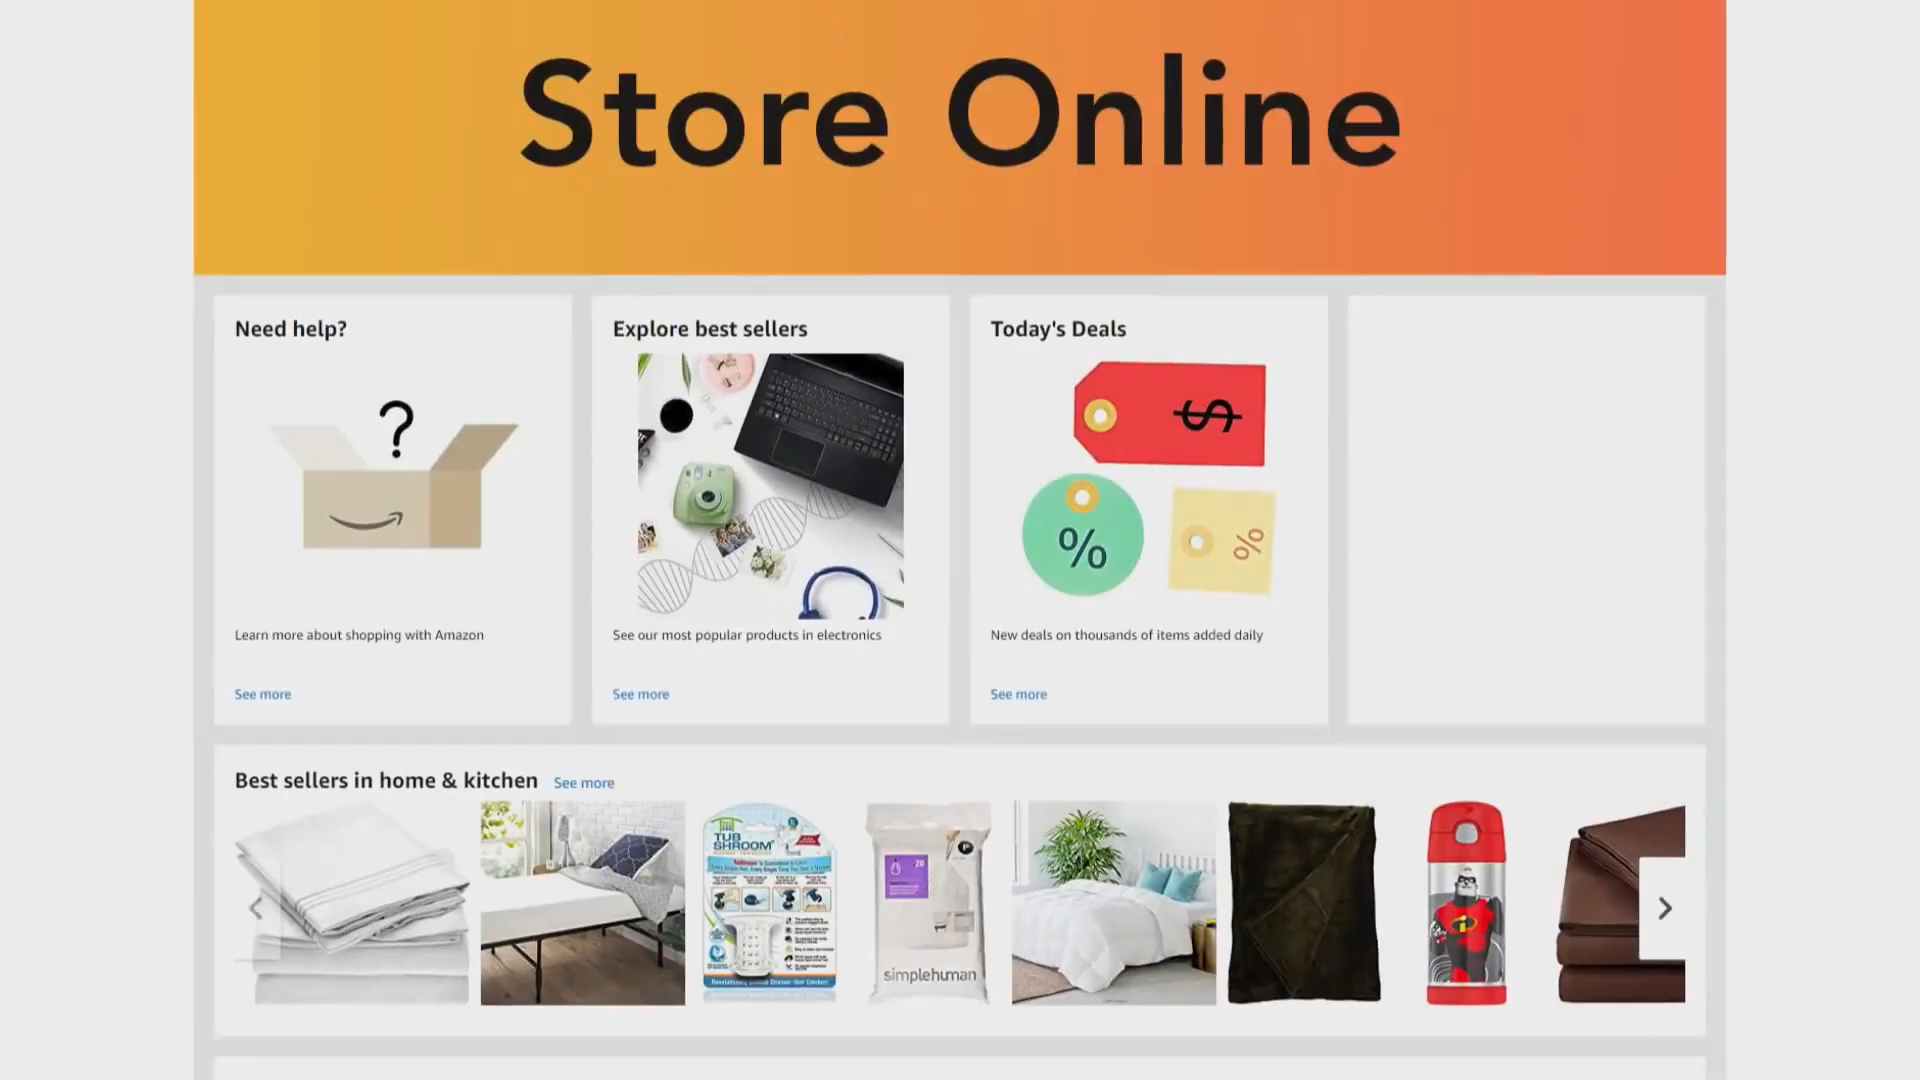 Store Online
Need help?
Explore best sellers
Today's Deals
?
$
%
%
Learn more about shopping with Amazon
See our most popular products in electronics
New deals on thousands of items added daily
See more
See more
See more
Best sellers in home & kitchen See more
TUB
SHROOM
20
simplehuman